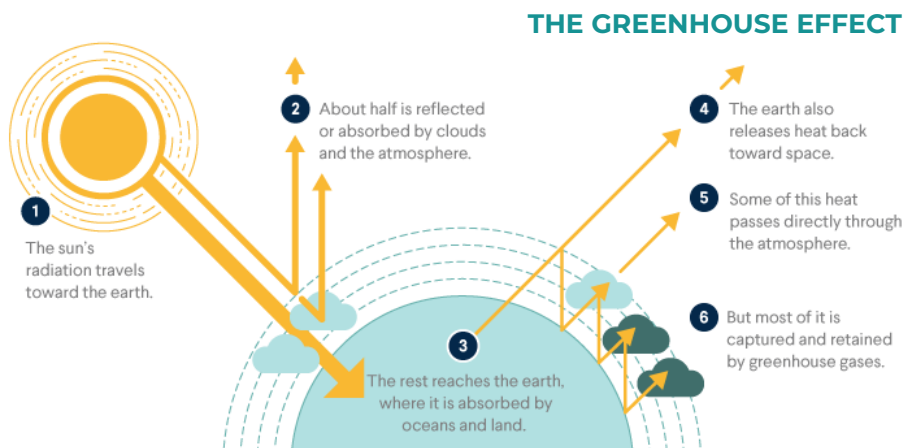 THE GREENHOUSE EFFECT
1
The sun's
radiation travels
toward the earth.
2
About half is reflected
or absorbed by clouds
and the atmosphere.
3
The rest reaches the earth,
where it is absorbed by
oceans and land.
4
The earth also
releases heat back
toward space.
5
Some of this heat
passes directly through
the atmosphere.
6
But most of it is
captured and retained
by greenhouse gases.